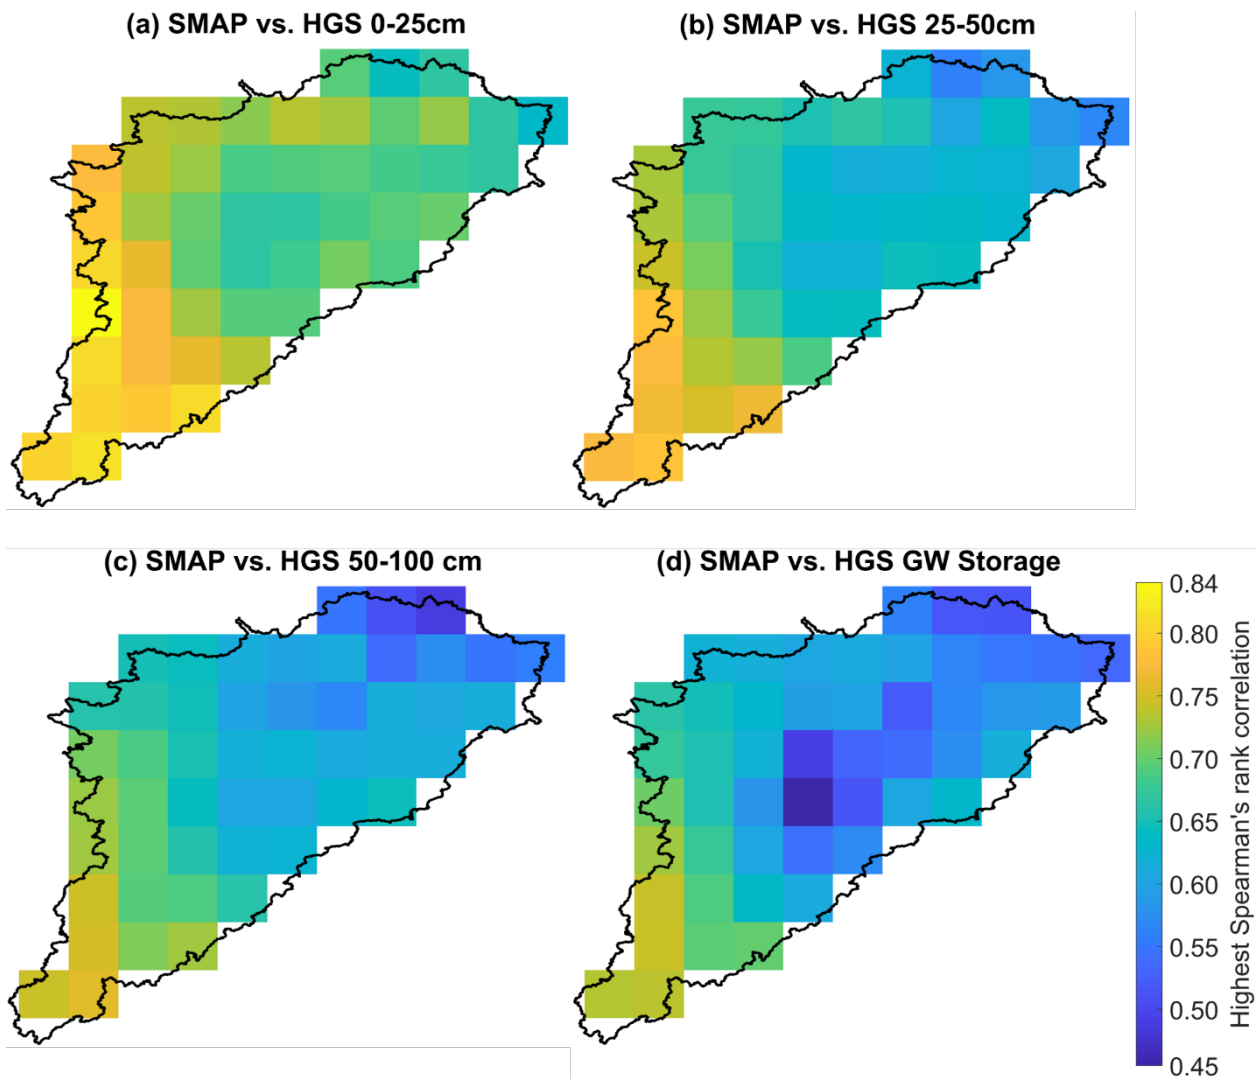 (a) SMAP vs. HGS 0-25cm
(b) SMAP vs. HGS 25-50cm
(c) SMAP vs. HGS 50-100 cm
(d) SMAP vs. HGS GW Storage
0.84
0.80
0.75
0.70
0.65
0.60
0.55
0.50
0.45
Highest Spearman's rank correlation